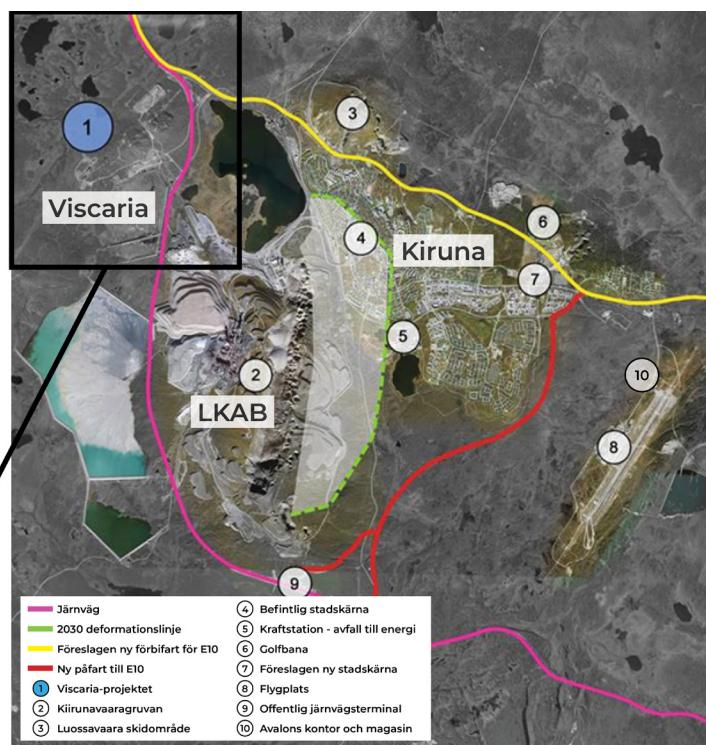 3
1
Viscaria
6
4
Kiruna
7
5
2
10
LKAB
8
9
Järnväg
2030 deformationslinje
Föreslagen ny förbifart för E10
Ny påfart till E10
1 Viscaria-projektet
2 Kiirunavaaragruvan
3 Luossavaara skidområde
4 Befintlig stadskärna
5 Kraftstation - avfall till energi
6 Golfbana
7 Föreslagen ny stadskärna
8 Flygplats
9 Offentlig järnvägsterminal
10 Avalons kontor och magasin